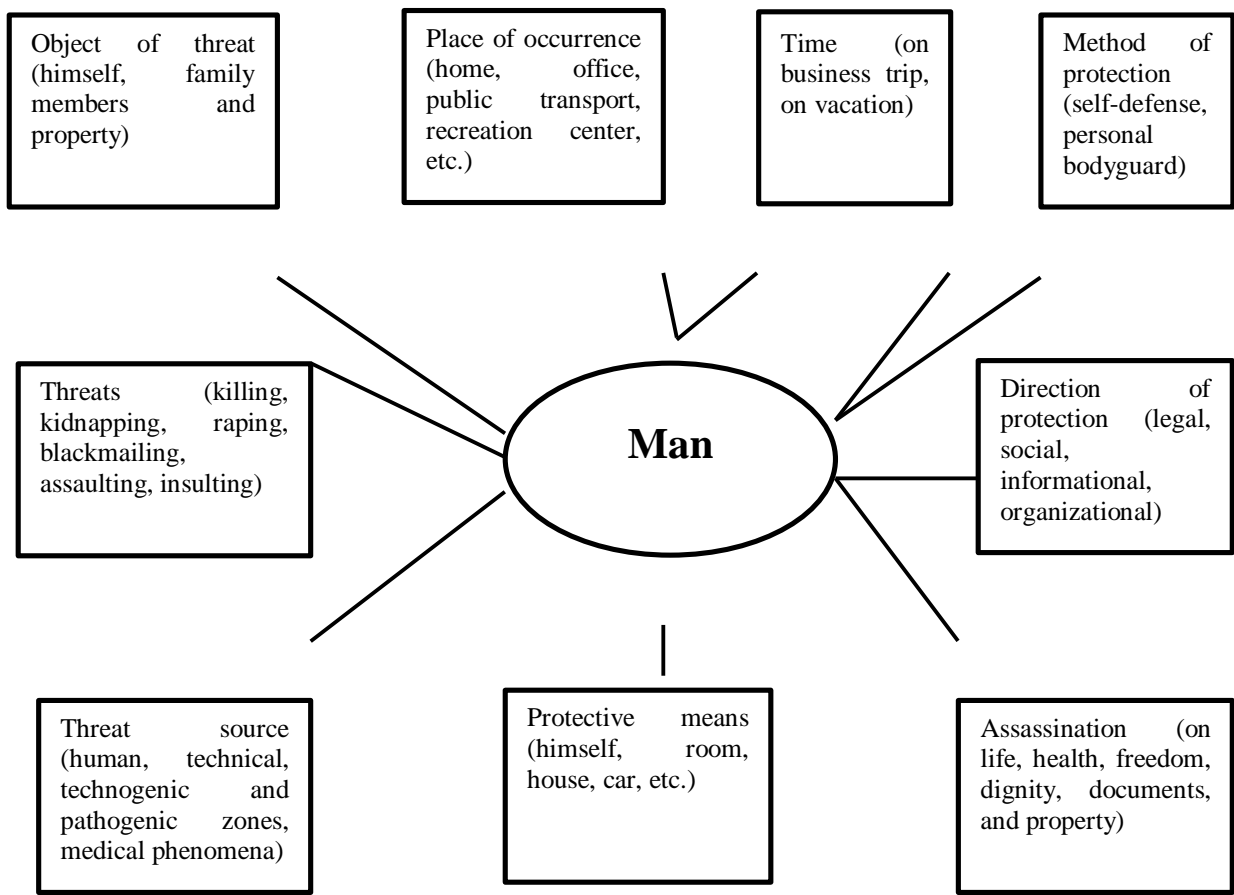 Object of threat
(himself, family
members and
property)
Place of occurrence
(home, office,
public transport,
recreation center,
etc.)
Time (on
business trip,
on vacation)
Method of
protection
(self-defense,
personal
bodyguard)
Threats (killing,
kidnapping, raping,
blackmailing,
assaulting, insulting)
Man
Direction of
protection (legal,
social,
informational,
organizational)
Threat source
(human, technical,
technogenic and
pathogenic zones,
medical phenomena)
Protective means
(himself, room,
house, car, etc.)
Assassination (on
life, health, freedom,
dignity, documents,
and property)